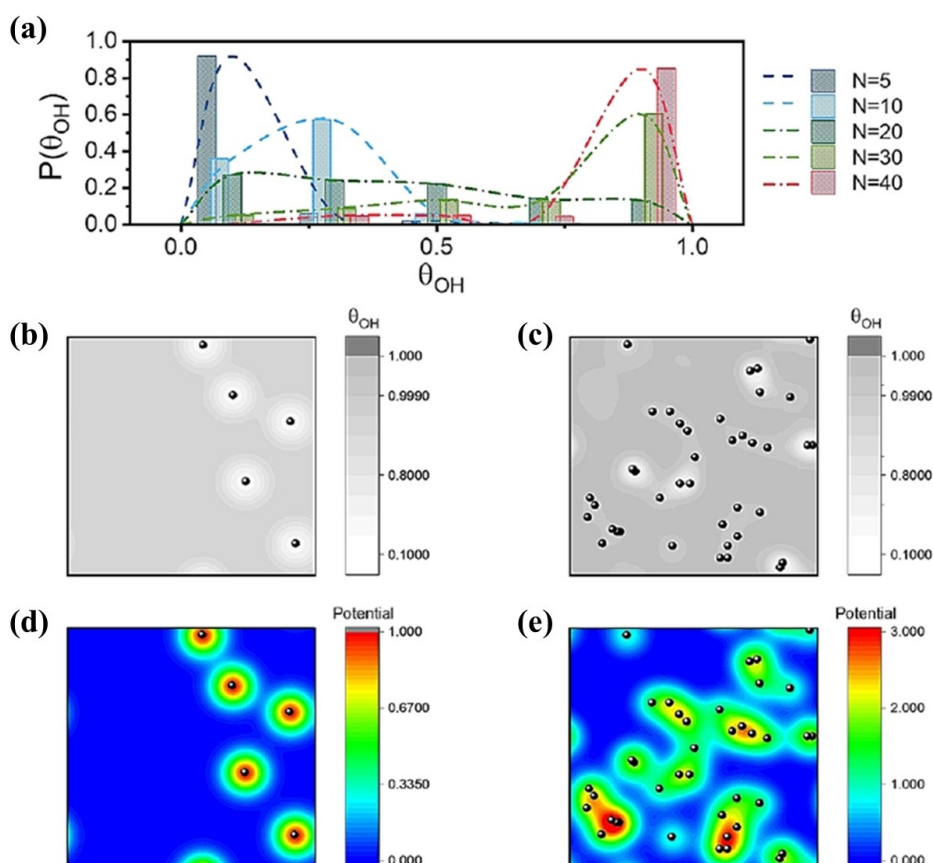 (a)
1.0
0.8
0.6
0.4
0.2
0.0
P(θOH)
0.0
0.5
1.0
θOH
N=5
N=10
N=20
N=30
N=40
(b)
θOH
1.000
0.9990
0.8000
0.1000
(c)
θOH
1.000
0.9900
0.8000
0.1000
(d)
Potential
1.000
0.6700
0.3350
0.000
(e)
Potential
3.000
2.000
1.000
0.000